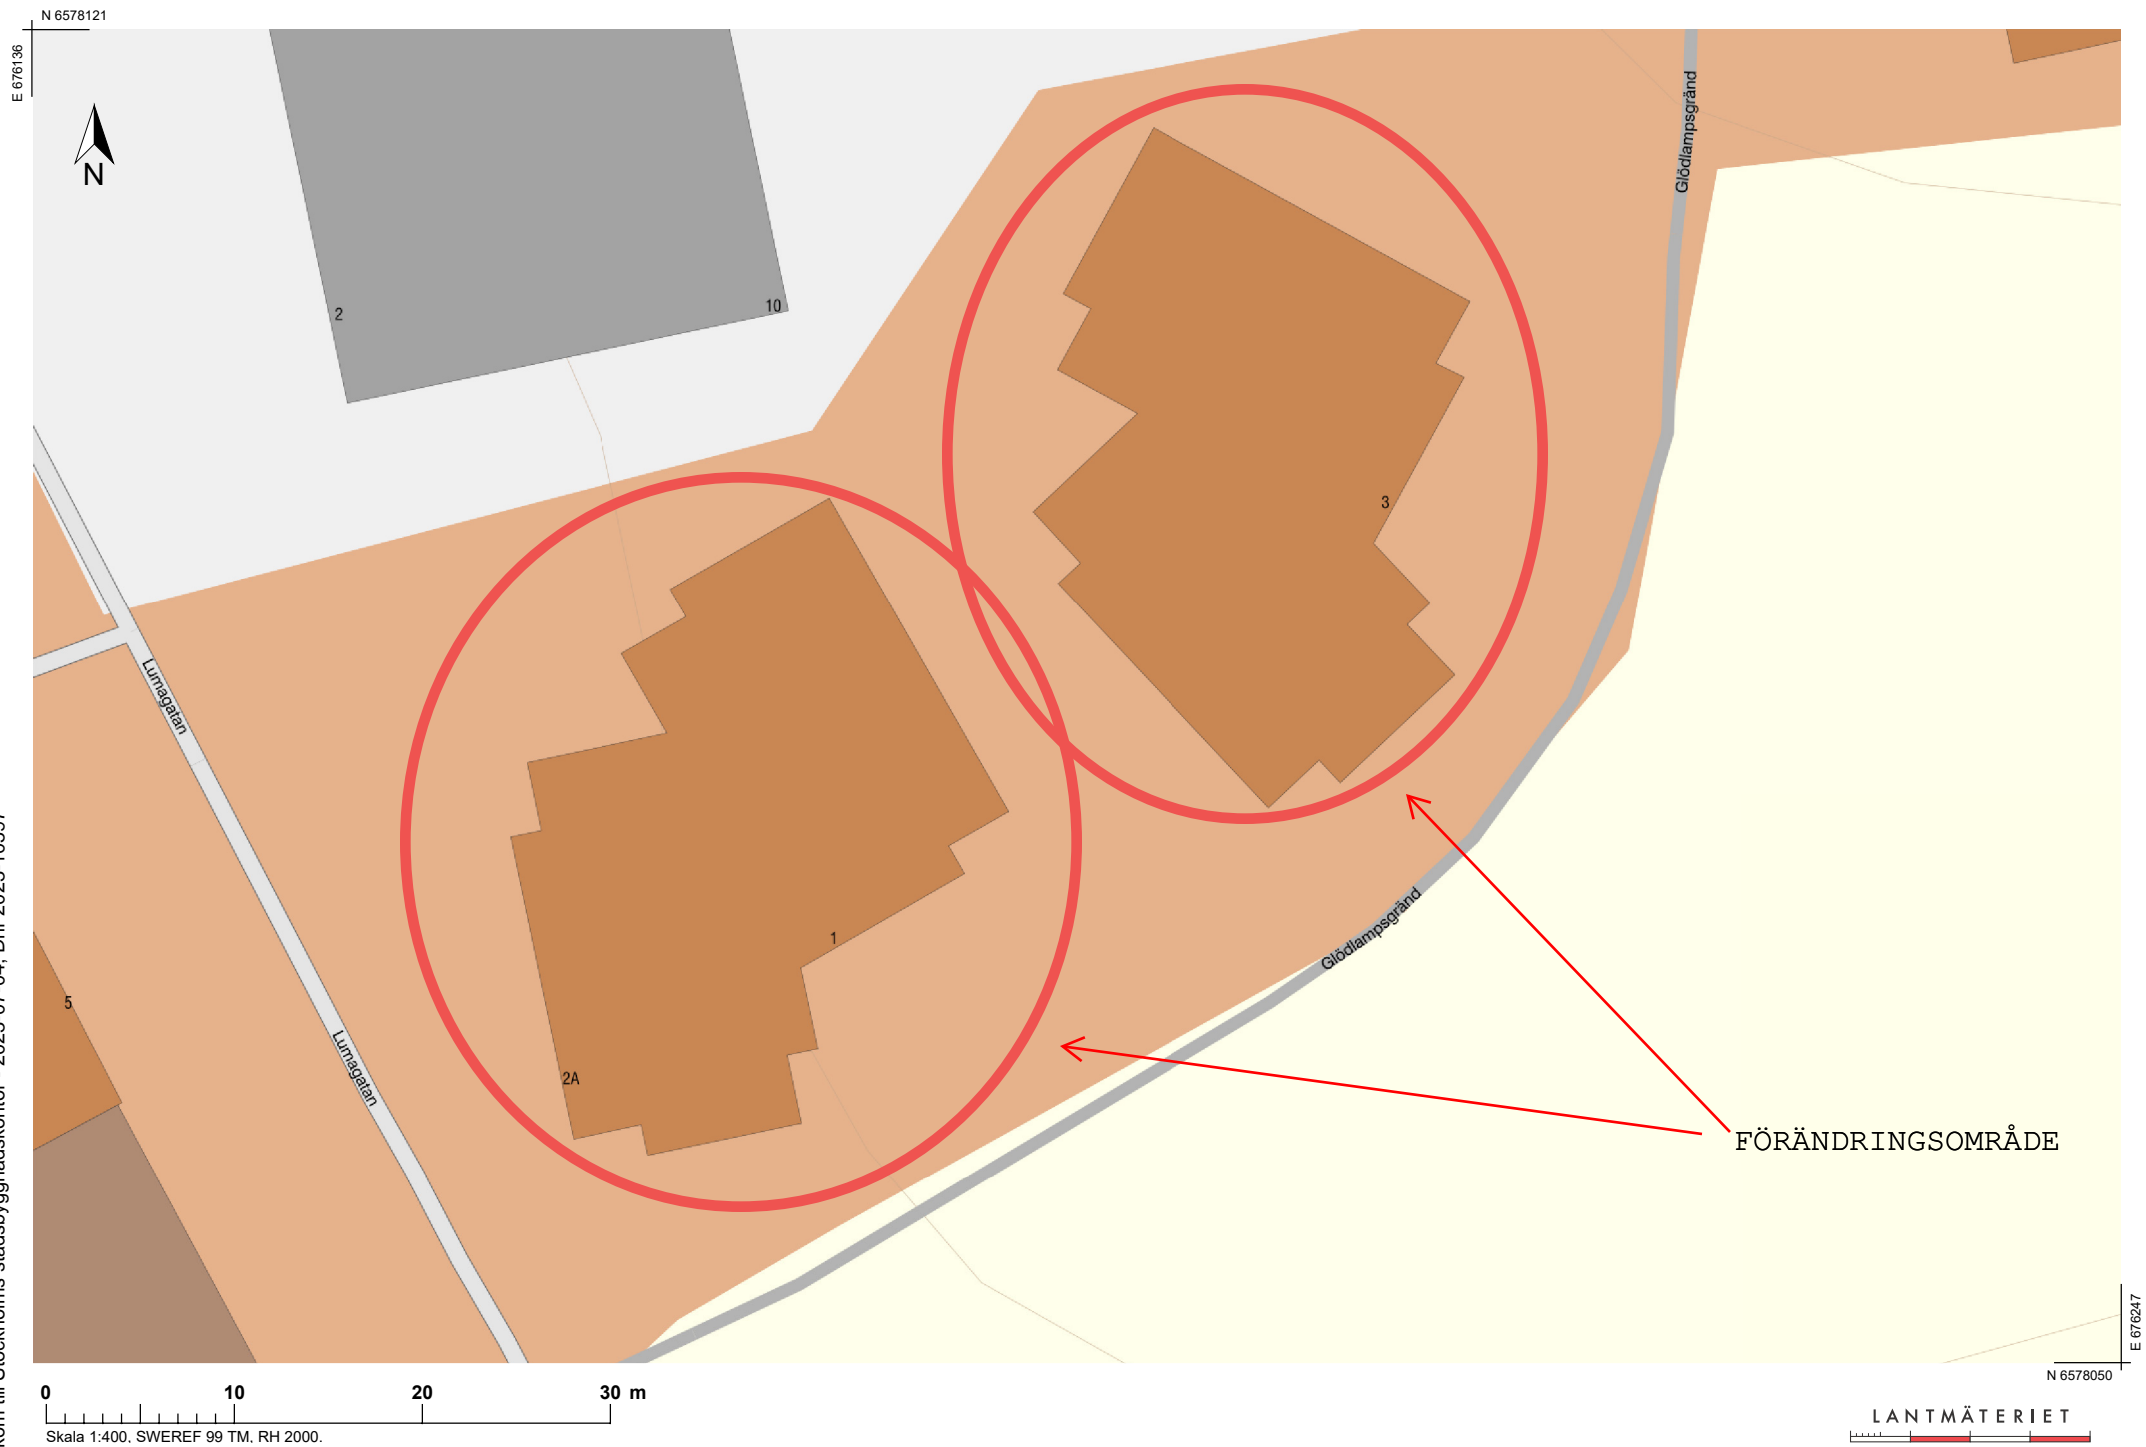 N 6578121
E 676136
N
Glödlampsgränd
2
10
3
Lumagatan
1
Glödlampsgränd
5
Lumagatan
2A
FÖRÄNDRINGSOMRÅDE
E 676247
N 6578050
0 10 20 30 m
Skala 1:400, SWEREF 99 TM, RH 2000.
LANTMÄTERIET